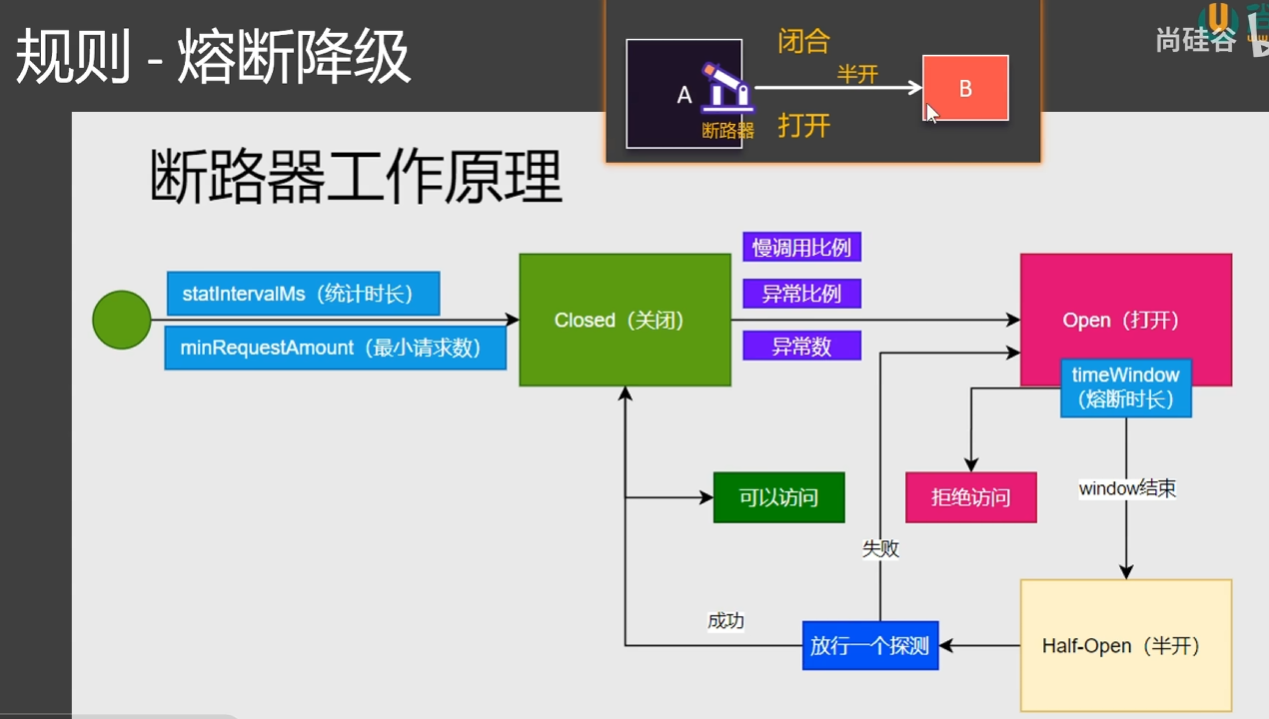 规则 - 熔断降级
闭合
半开
A
B
断路器
打开
尚硅谷
断路器工作原理
慢调用比例
statIntervalMs（统计时长）
异常比例
Closed（关闭）
Open（打开）
minRequestAmount（最小请求数）
异常数
timeWindow
（熔断时长）
可以访问
拒绝访问
window结束
失败
成功
放行一个探测
Half-Open（半开）